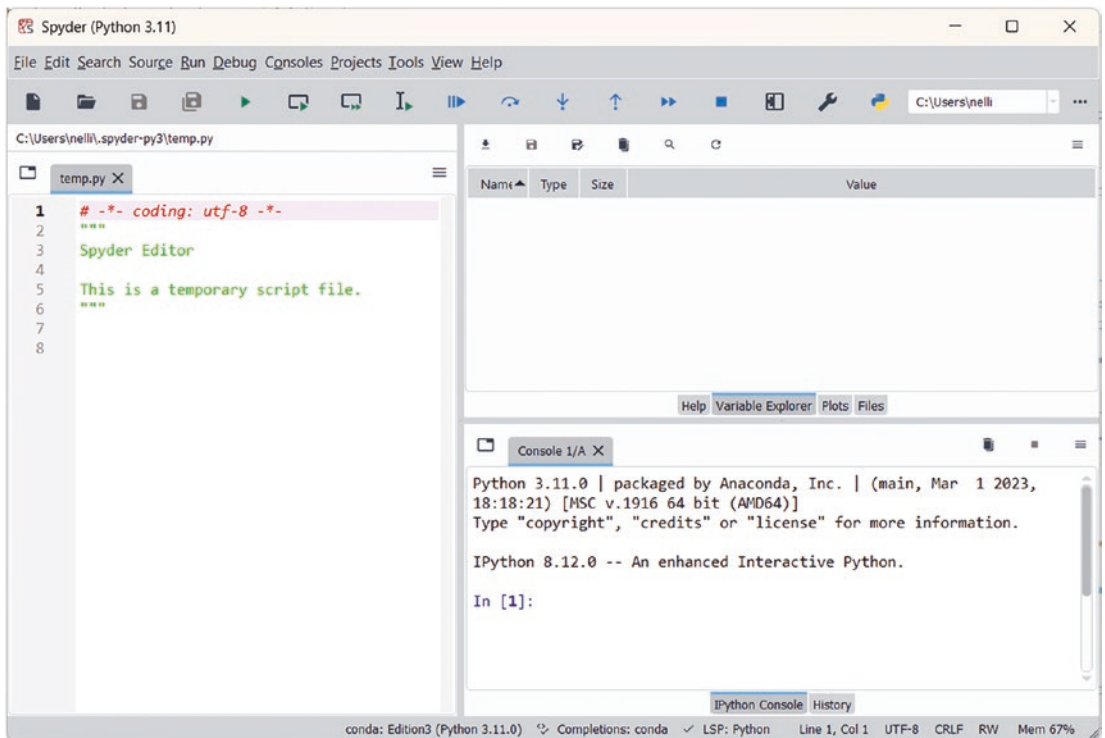 Spyder (Python 3.11)
File Edit Search Source Run Debug Consoles Projects Tools View Help
C:\Users\nelli
C:\Users\nelli\.spyder-py3\temp.py
temp.py
1 # -*- coding: utf-8 -*-
2 """
3 Spyder Editor
4
5 This is a temporary script file.
6 """
7
8
Name Type Size Value
Help Variable Explorer Plots Files
Console 1/A
Python 3.11.0 | packaged by Anaconda, Inc. | (main, Mar  1 2023,
18:18:21) [MSC v.1916 64 bit (AMD64)]
Type "copyright", "credits" or "license" for more information.
IPython 8.12.0 -- An enhanced Interactive Python.
In [1]:
IPython Console History
conda: Edition3 (Python 3.11.0) Completions: conda LSP: Python Line 1, Col 1 UTF-8 CRLF RW Mem 67%